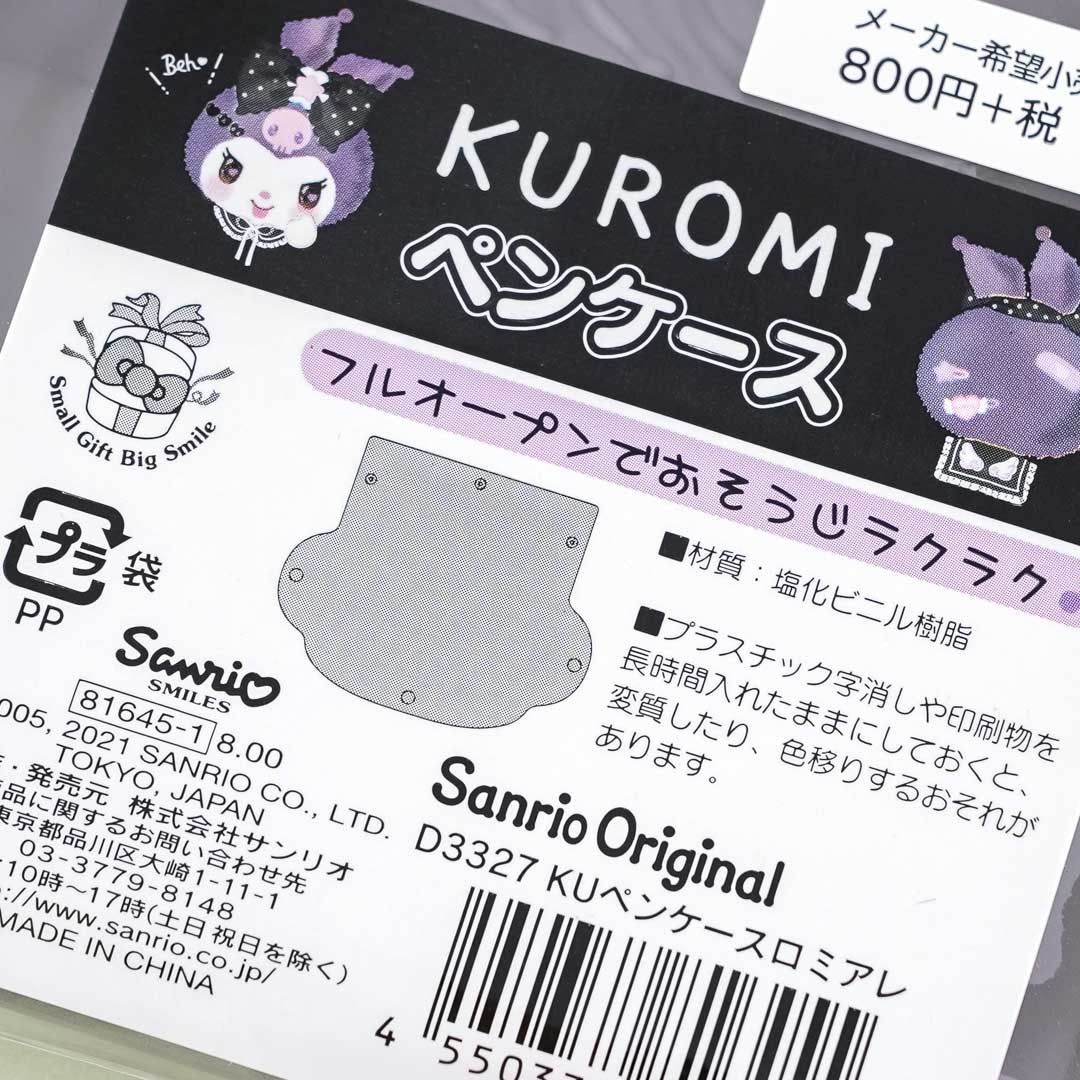 Beh
メーカー希望小
800円+税
KUROMI
ペンケース
フルオープンでおそうじラクラク
Small Gift Big Smile
プラ
袋
PP
■材質:塩化ビニル樹脂
■プラスチック字消しや印刷物を
長時間入れたままにしておくと、
変質したり、色移りするおそれが
あります。
Sanrio
SMILES
81645-1 8.00
005, 2021 SANRIO CO., LTD.
TOKYO, JAPAN
・発売元 株式会社サンリオ
品に関するお問い合わせ先
東京都品川区大崎1-11-1
03-3779-8148
10時〜17時(土日祝日を除く)
://www.sanrio.co.jp/
MADE IN CHINA
Sanrio Original
D3327 KUペンケースロミアレ
4 5503